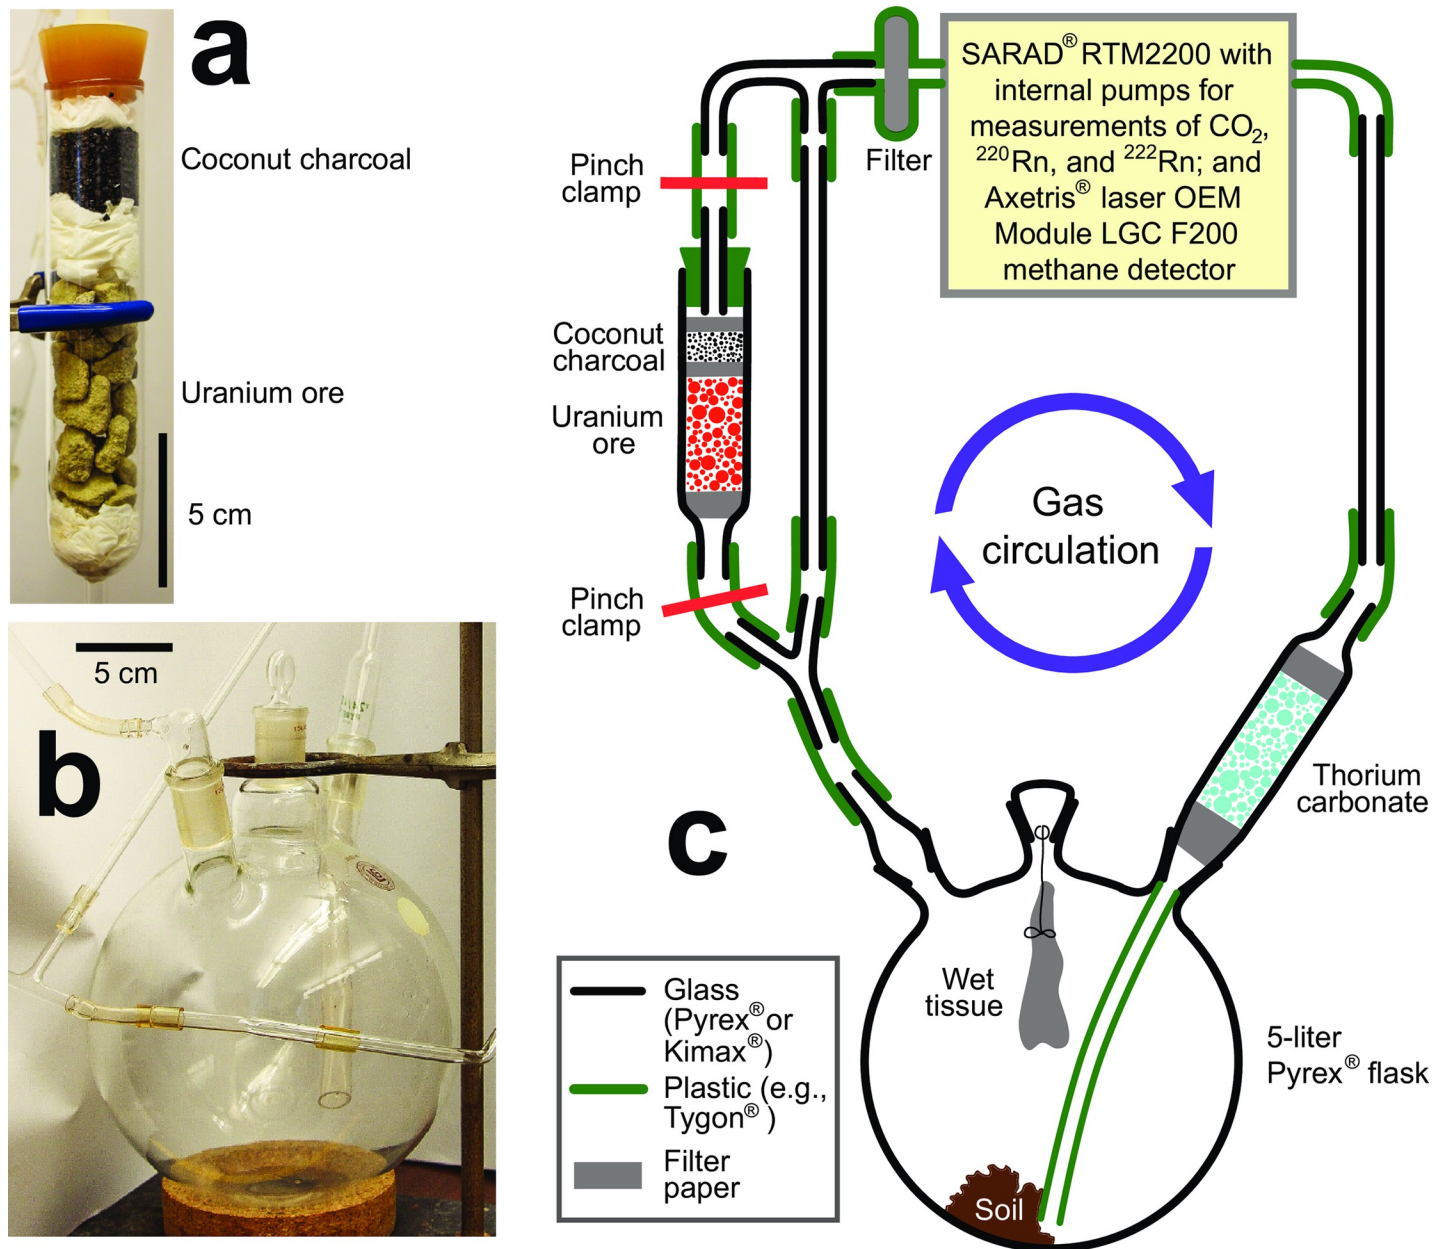 a
Coconut charcoal
Uranium ore
5 cm
5 cm
b
SARAD® RTM2200 with
internal pumps for
measurements of CO2,
220Rn, and 222Rn; and
Axetris® laser OEM
Module LGC F200
methane detector
Filter
Pinch
clamp
Coconut
charcoal
Uranium
ore
Pinch
clamp
Gas
circulation
Thorium
carbonate
c
Wet
tissue
5-liter
Pyrex® flask
Soil
Glass
(Pyrex® or
Kimax®)
Plastic (e.g.,
Tygon® )
Filter
paper